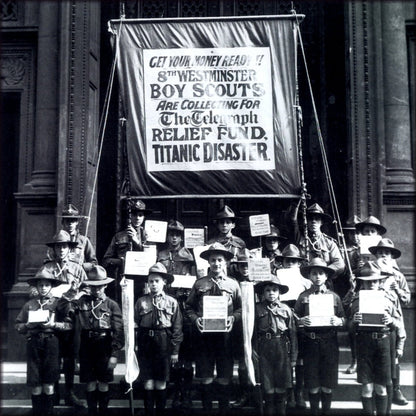 GET YOUR MONEY READY!!
8TH WESTMINSTER
BOY SCOUTS
ARE COLLECTING FOR
The Telegraph
RELIEF FUND.
TITANIC DISASTER.